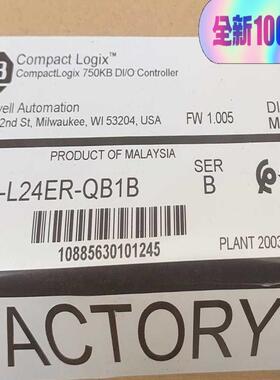 全新100
Compact Logix™
CompactLogix 750KB DI/O Controller
well Automation
2nd St, Milwaukee, WI 53204, USA
FW 1.005
PRODUCT OF MALAYSIA
-L24ER-QB1B
SER
B
10885630101245
PLANT 2003
ACTORY